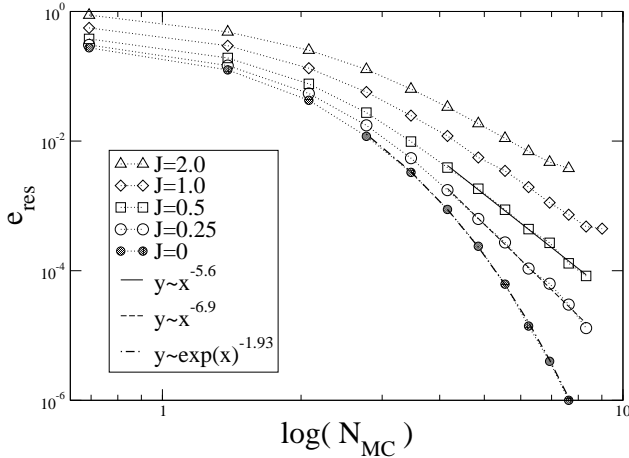 10^0
10^-2
10^-4
10^-6
e_res
J=2.0
J=1.0
J=0.5
J=0.25
J=0
y~x^-5.6
y~x^-6.9
y~exp(x)^-1.93
1
10
log( N_MC )